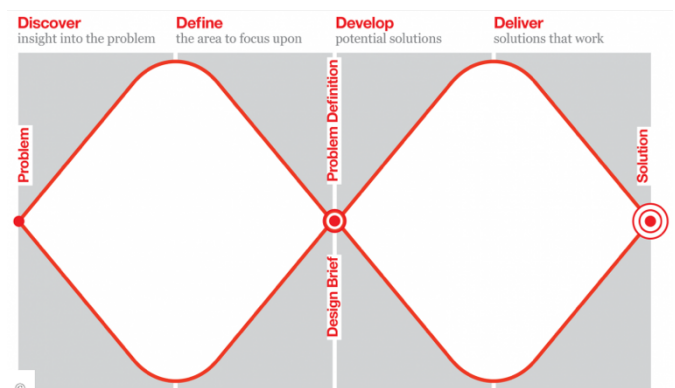 Discover
insight into the problem
Define
the area to focus upon
Develop
potential solutions
Deliver
solutions that work
Problem
Problem Definition
Design Brief
Solution
©